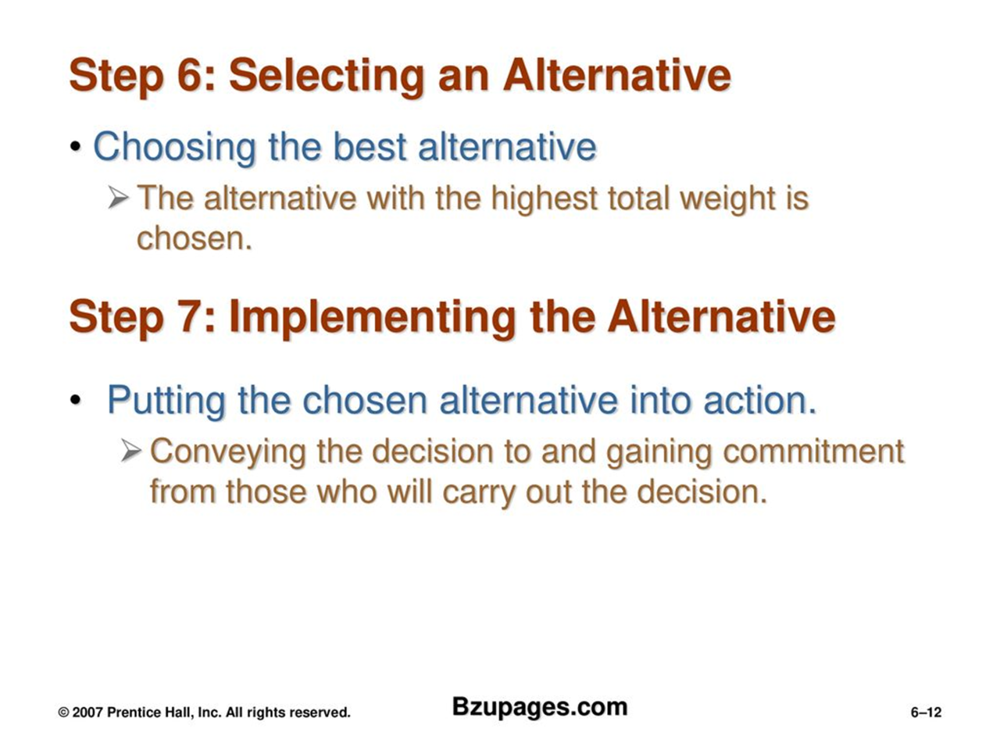 Step 6: Selecting an Alternative
• Choosing the best alternative
➢ The alternative with the highest total weight is
chosen.
Step 7: Implementing the Alternative
• Putting the chosen alternative into action.
➢ Conveying the decision to and gaining commitment
from those who will carry out the decision.
© 2007 Prentice Hall, Inc. All rights reserved.
Bzupages.com
6–12